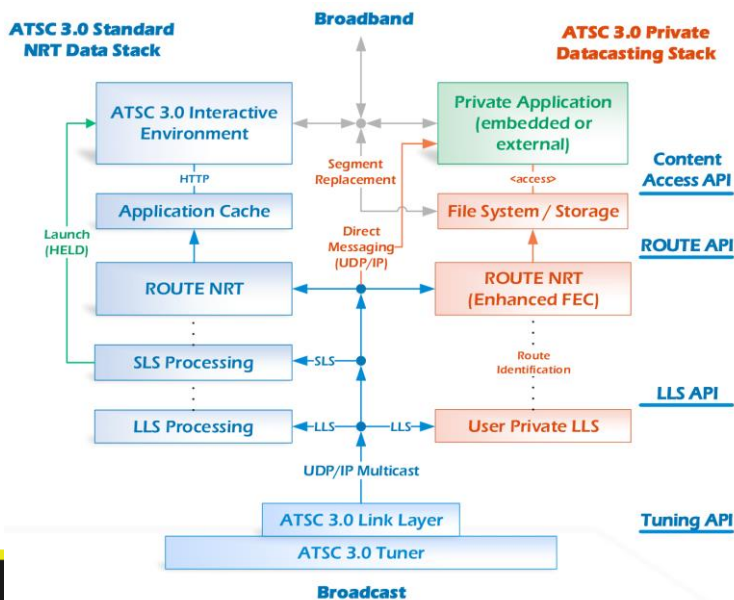 Broadband
ATSC 3.0 Standard
NRT Data Stack
ATSC 3.0 Private
Datacasting Stack
ATSC 3.0 Interactive
Environment
Private Application
(embedded or
external)
Segment
Replacement
HTTP
<access>
Content
Access API
Application Cache
File System / Storage
Launch
(HELD)
Direct
Messaging
(UDP/IP)
ROUTE API
ROUTE NRT
ROUTE NRT
(Enhanced FEC)
SLS Processing
SLS
Route
Identification
LLS API
LLS Processing
LLS
LLS
User Private LLS
UDP/IP Multicast
ATSC 3.0 Link Layer
Tuning API
ATSC 3.0 Tuner
Broadcast